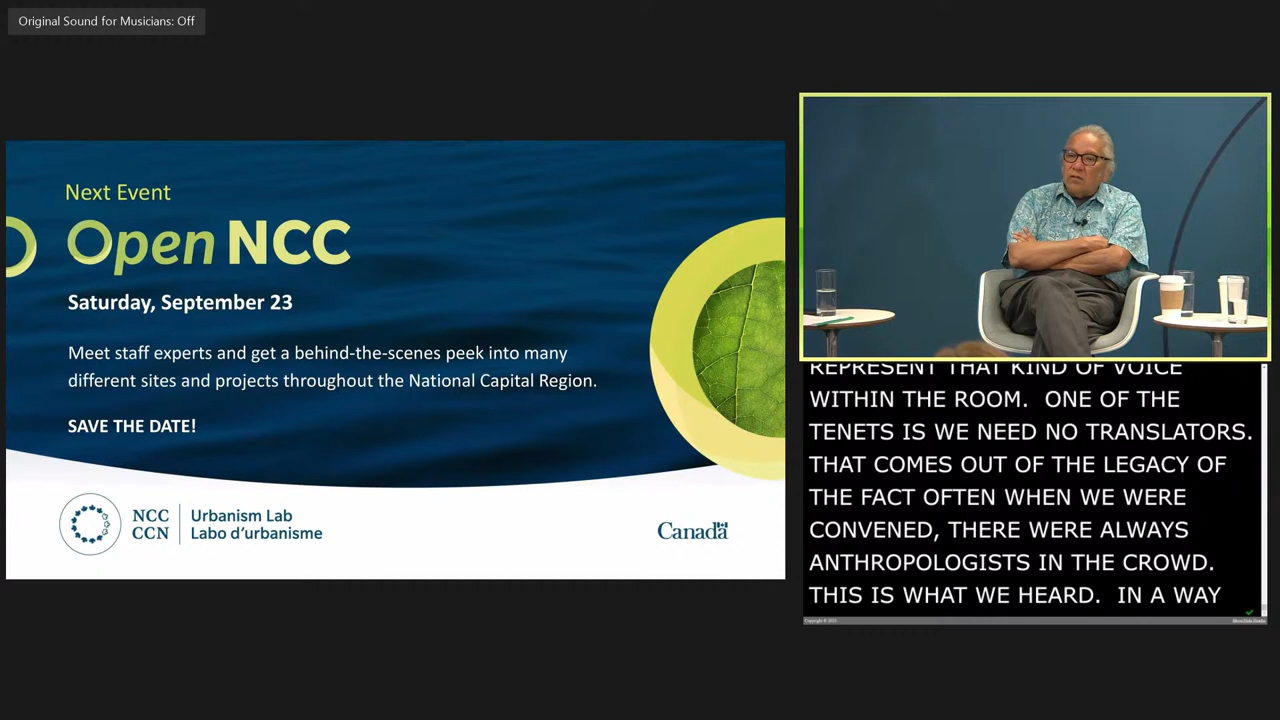 Original Sound for Musicians: Off
Next Event
Open NCC
Saturday, September 23
Meet staff experts and get a behind-the-scenes peek into many
different sites and projects throughout the National Capital Region.
SAVE THE DATE!
NCC
CCN
Urbanism Lab
Labo d'urbanisme
Canada
REPRESENT THAT KIND OF VOICE
WITHIN THE ROOM.  ONE OF THE
TENETS IS WE NEED NO TRANSLATORS.
THAT COMES OUT OF THE LEGACY OF
THE FACT OFTEN WHEN WE WERE
CONVENED, THERE WERE ALWAYS
ANTHROPOLOGISTS IN THE CROWD.
THIS IS WHAT WE HEARD.  IN A WAY